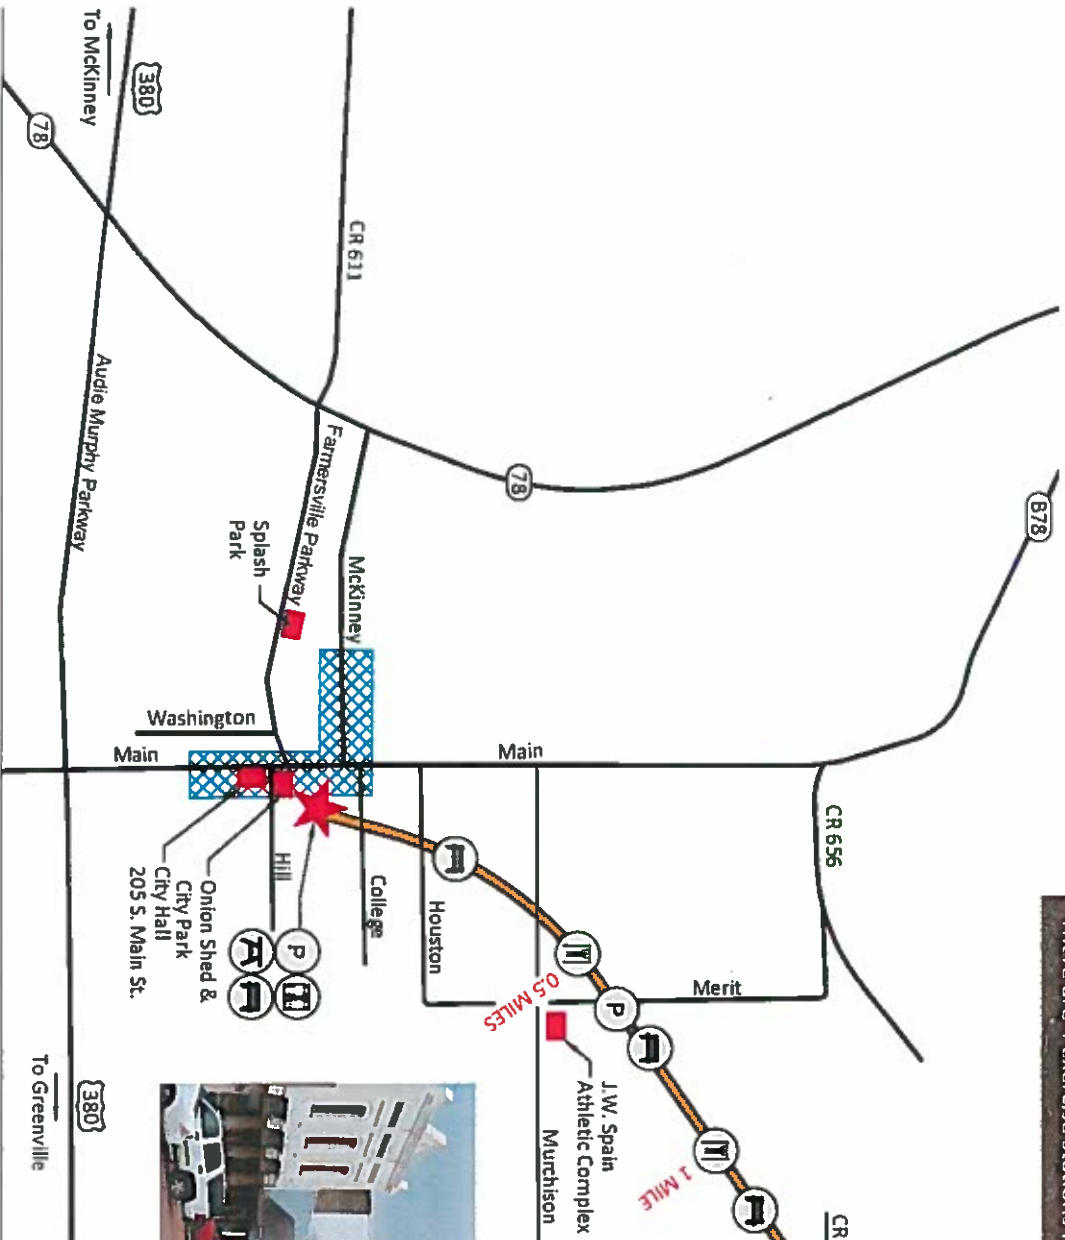 B78
CR 656
CR
Merit
1 MILE
P
J.W. Spain
Athletic Complex
0.5 MILES
Murchison
78
Main
Houston
College
CR 611
McKinney
Farmersville Parkway
Splash
Park
Hill
P
Washington
Onion Shed &
City Park
City Hall
205 S. Main St.
Main
380
Audie Murphy Parkway
To McKinney
78
380
To Greenville